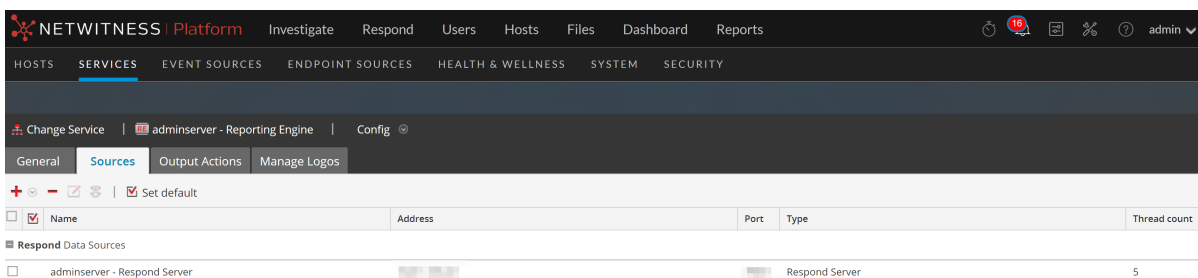 NETWITNESS | Platform Investigate Respond Users Hosts Files Dashboard Reports 16 ? admin
HOSTS SERVICES EVENT SOURCES ENDPOINT SOURCES HEALTH & WELLNESS SYSTEM SECURITY
Change Service | RE adminserver - Reporting Engine | Config
General Sources Output Actions Manage Logos
Set default
Name Address Port Type Thread count
Respond Data Sources
adminserver - Respond Server Respond Server 5